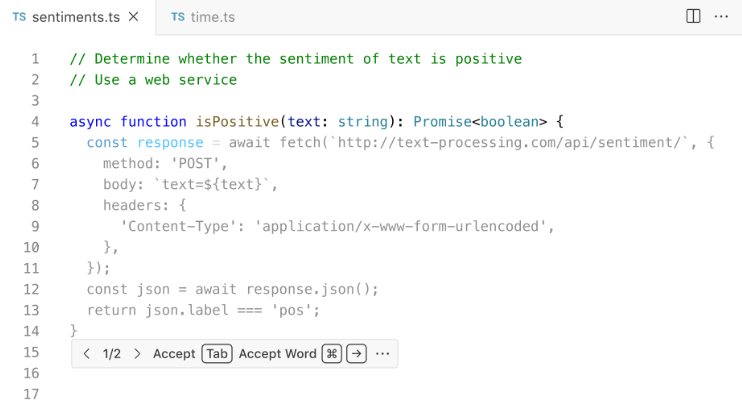 TS sentiments.ts × TS time.ts ···
1 // Determine whether the sentiment of text is positive
2 // Use a web service
3
4 async function isPositive(text: string): Promise<boolean> {
5   const response = await fetch(`http://text-processing.com/api/sentiment/`, {
6     method: 'POST',
7     body: `text=${text}`,
8     headers: {
9       'Content-Type': 'application/x-www-form-urlencoded',
10     },
11   });
12   const json = await response.json();
13   return json.label === 'pos';
14 }
15 < 1/2 > Accept Tab Accept Word ⌘ → ···
16
17